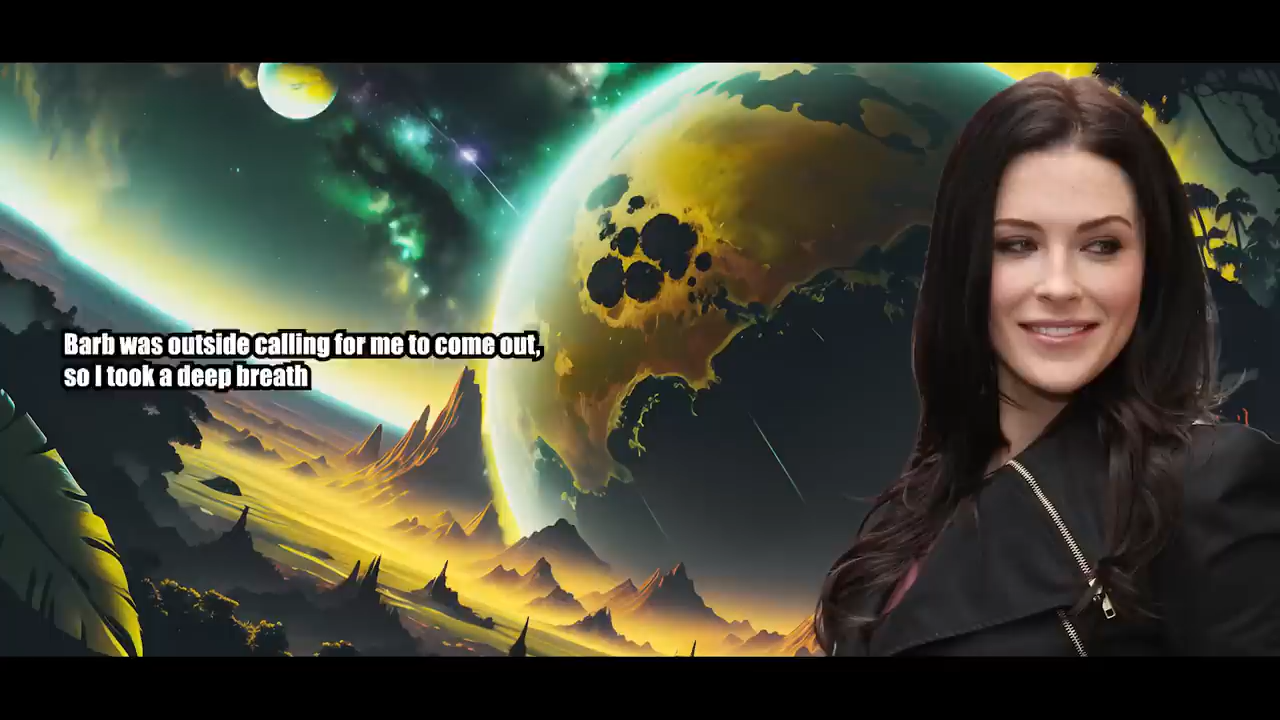 Barb was outside calling for me to come out,
so I took a deep breath